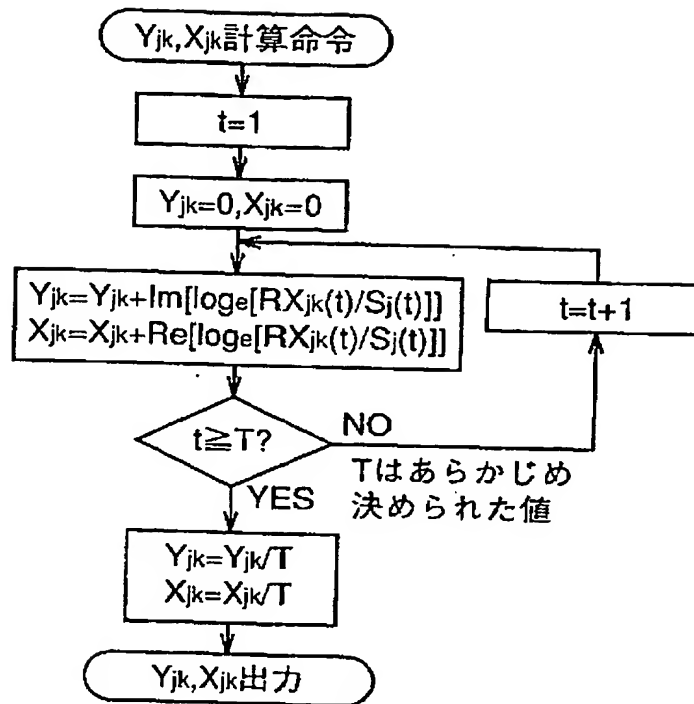 Yjk,Xjk計算命令
t=1
Yjk=0,Xjk=0
Yjk=Yjk+Im[loge[RXjk(t)/Sj(t)]]
Xjk=Xjk+Re[loge[RXjk(t)/Sj(t)]]
t=t+1
t≧T?
NO
Tはあらかじめ
決められた値
YES
Yjk=Yjk/T
Xjk=Xjk/T
Yjk,Xjk出力